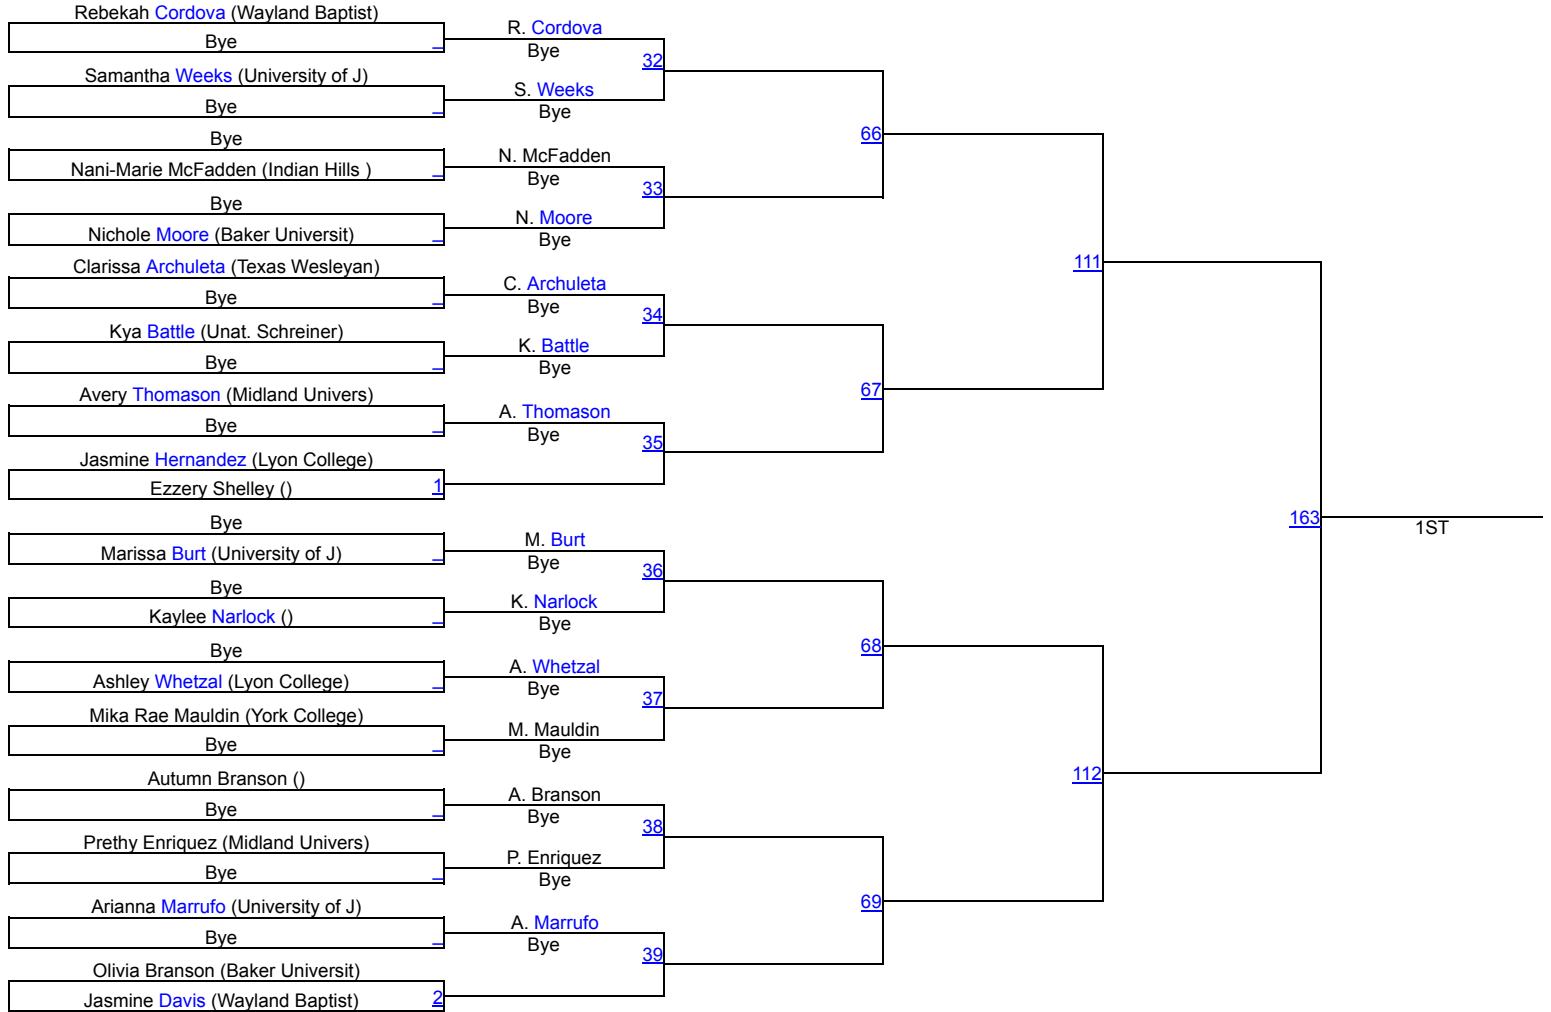 Rebekah Cordova (Wayland Baptist)
Bye _
R. Cordova
Bye
32
Samantha Weeks (University of J)
Bye _
S. Weeks
Bye
66
Bye
Nani-Marie McFadden (Indian Hills ) _
N. McFadden
Bye
33
Bye
Nichole Moore (Baker Universit) _
N. Moore
Bye
111
Clarissa Archuleta (Texas Wesleyan)
Bye _
C. Archuleta
Bye
34
Kya Battle (Unat. Schreiner)
Bye _
K. Battle
Bye
67
Avery Thomason (Midland Univers)
Bye _
A. Thomason
Bye
35
Jasmine Hernandez (Lyon College)
Ezzery Shelley () 1
163
1ST
Bye
Marissa Burt (University of J) _
M. Burt
Bye
36
Bye
Kaylee Narlock () _
K. Narlock
Bye
68
Bye
Ashley Whetzal (Lyon College) _
A. Whetzal
Bye
37
Mika Rae Mauldin (York College)
Bye _
M. Mauldin
Bye
112
Autumn Branson ()
Bye _
A. Branson
Bye
38
Prethy Enriquez (Midland Univers)
Bye _
P. Enriquez
Bye
69
Arianna Marrufo (University of J)
Bye _
A. Marrufo
Bye
39
Olivia Branson (Baker Universit)
Jasmine Davis (Wayland Baptist) 2